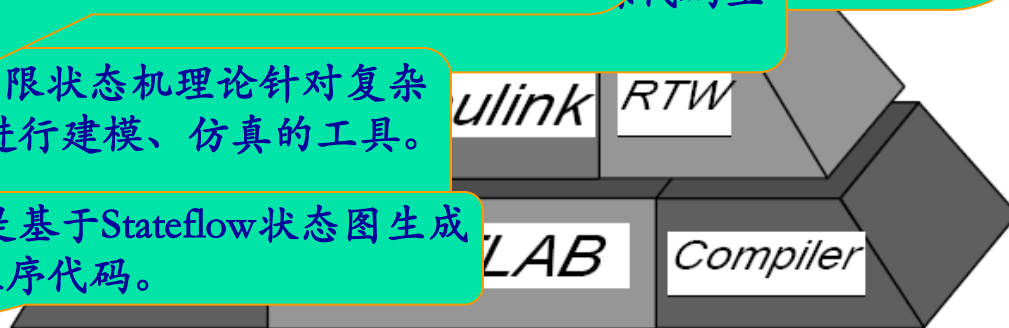 限状态机理论针对复杂
进行建模、仿真的工具。
ulink
RTW
是基于Stateflow状态图生成
序代码。
LAB
Compiler